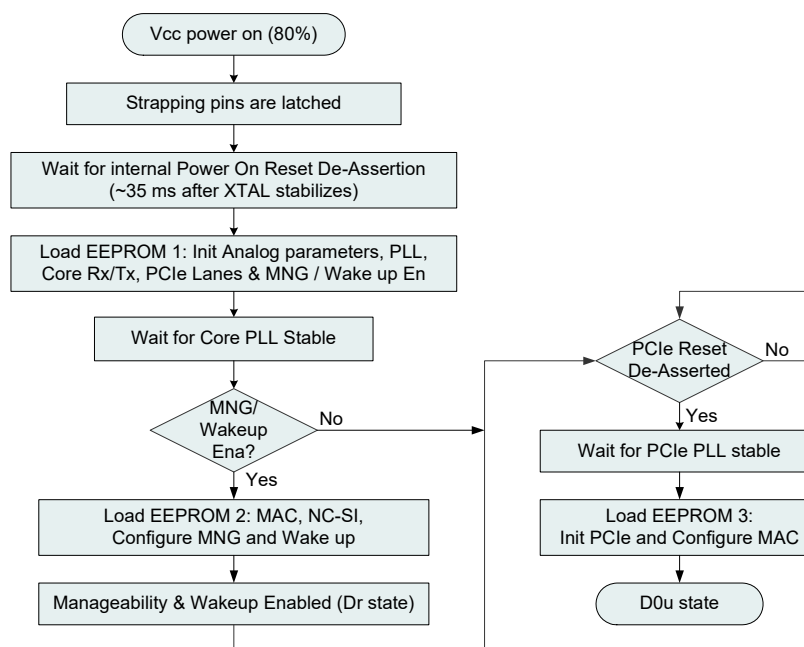 Vcc power on (80%)
Strapping pins are latched
Wait for internal Power On Reset De-Assertion
(~35 ms after XTAL stabilizes)
Load EEPROM 1: Init Analog parameters, PLL,
Core Rx/Tx, PCIe Lanes & MNG / Wake up En
Wait for Core PLL Stable
MNG/
Wakeup
Ena?
No
Yes
Load EEPROM 2: MAC, NC-SI,
Configure MNG and Wake up
Manageability & Wakeup Enabled (Dr state)
PCIe Reset
De-Asserted
No
Yes
Wait for PCIe PLL stable
Load EEPROM 3:
Init PCIe and Configure MAC
D0u state